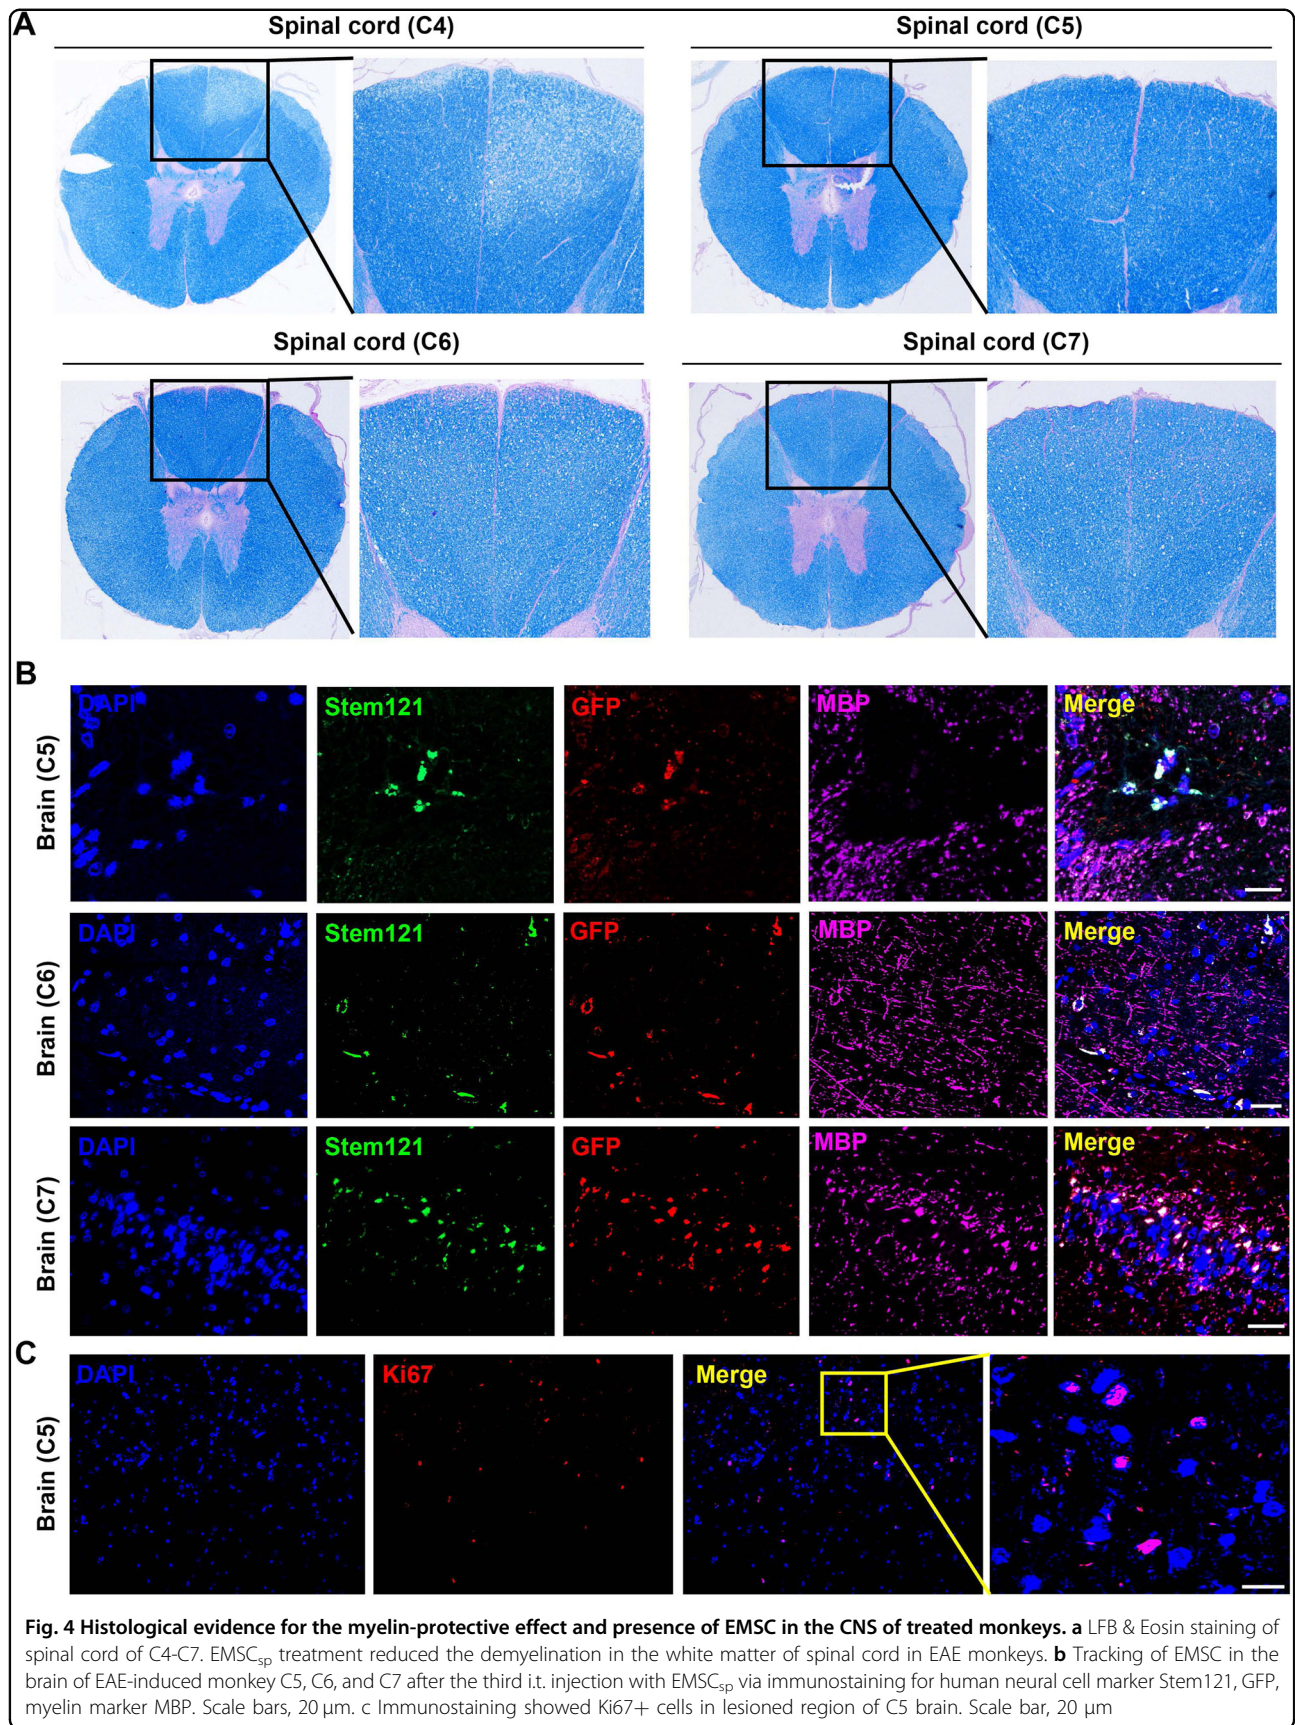 A
Spinal cord (C4)
Spinal cord (C5)
Spinal cord (C6)
Spinal cord (C7)
B
Brain (C5)
DAPI
Stem121
GFP
MBP
Merge
Brain (C6)
DAPI
Stem121
GFP
MBP
Merge
Brain (C7)
DAPI
Stem121
GFP
MBP
Merge
C
Brain (C5)
DAPI
Ki67
Merge
Fig. 4 Histological evidence for the myelin-protective effect and presence of EMSC in the CNS of treated monkeys. a LFB & Eosin staining of
spinal cord of C4-C7. EMSCsp treatment reduced the demyelination in the white matter of spinal cord in EAE monkeys. b Tracking of EMSC in the
brain of EAE-induced monkey C5, C6, and C7 after the third i.t. injection with EMSCsp via immunostaining for human neural cell marker Stem121, GFP,
myelin marker MBP. Scale bars, 20 µm. c Immunostaining showed Ki67+ cells in lesioned region of C5 brain. Scale bar, 20 µm